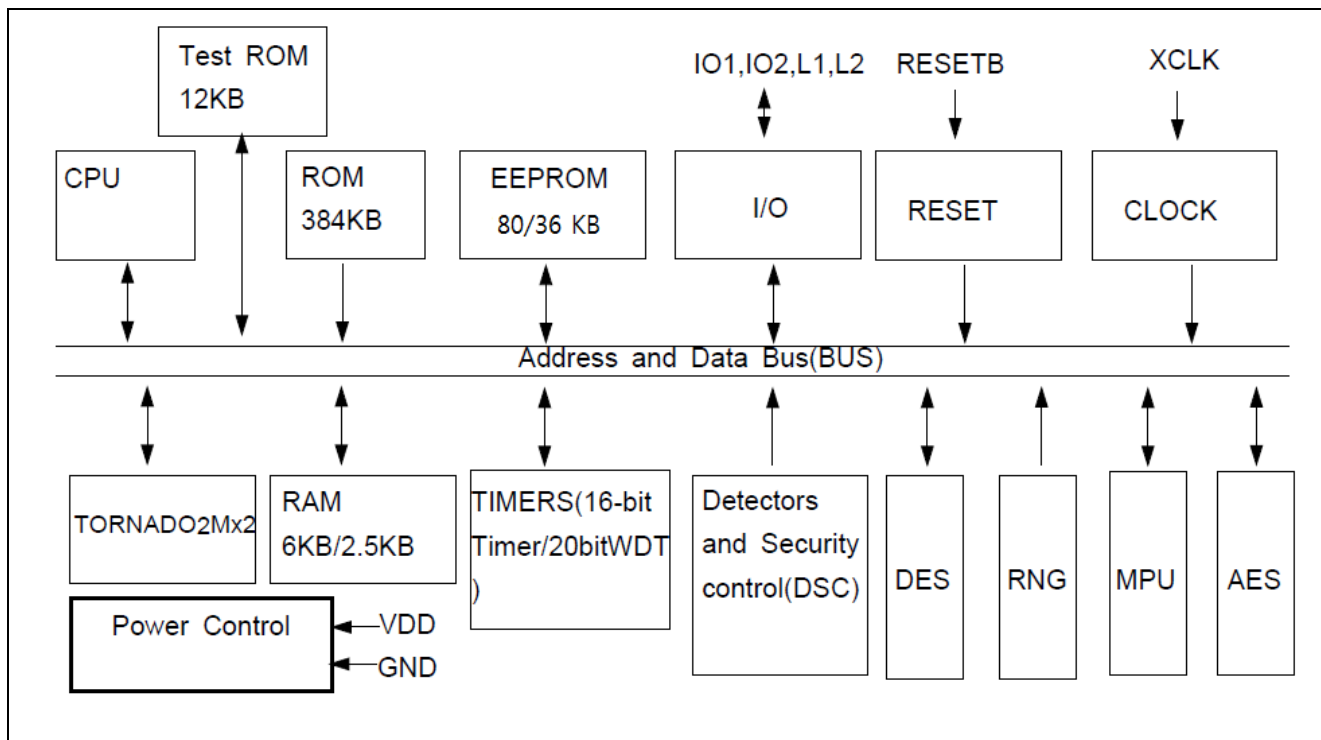 Test ROM
12KB
IO1,IO2,L1,L2
RESETB
XCLK
CPU
ROM
384KB
EEPROM
80/36 KB
I/O
RESET
CLOCK
Address and Data Bus(BUS)
TORNADO2Mx2
RAM
6KB/2.5KB
TIMERS(16-bit
Timer/20bitWDT
)
Detectors
and Security
control(DSC)
DES
RNG
MPU
AES
Power Control
VDD
GND